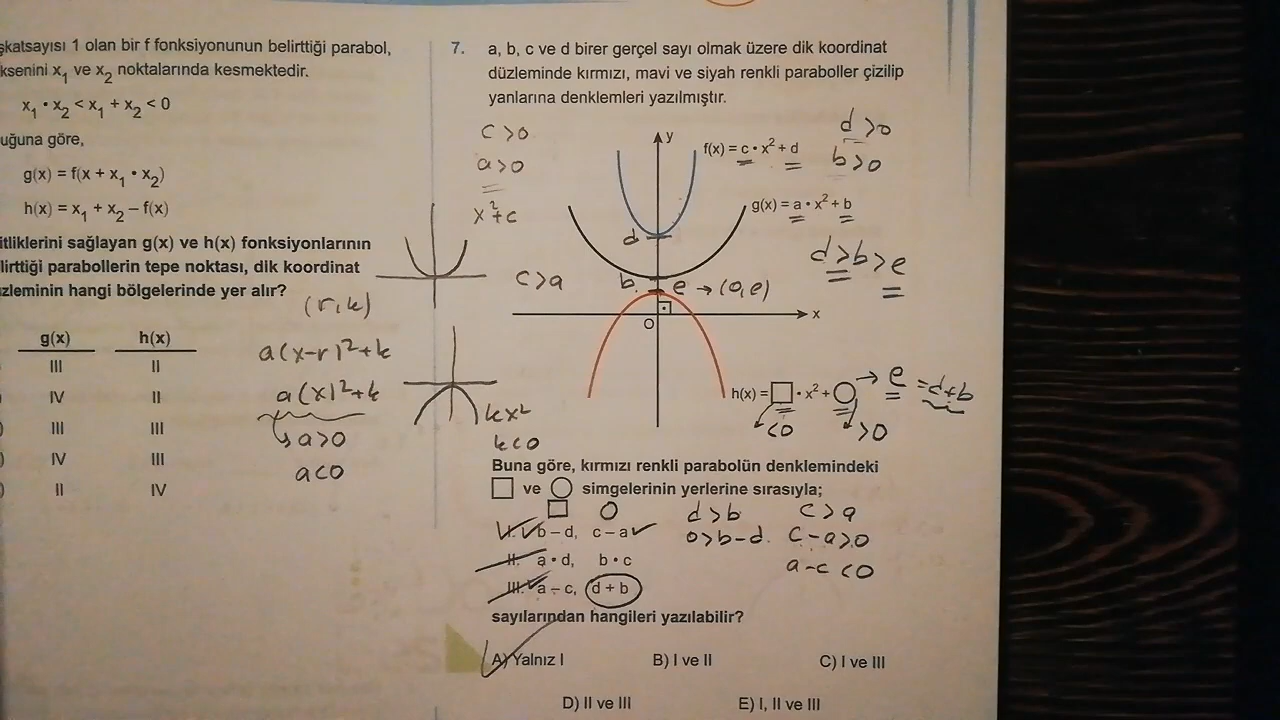 şkatsayısı 1 olan bir f fonksiyonunun belirttiği parabol,
ksenini x₁ ve x₂ noktalarında kesmektedir.
x₁ • x₂ < x₁ + x₂ < 0
uğuna göre,
g(x) = f(x + x₁ • x₂)
h(x) = x₁ + x₂ – f(x)
itliklerini sağlayan g(x) ve h(x) fonksiyonlarının
lirttiği parabollerin tepe noktası, dik koordinat
zleminin hangi bölgelerinde yer alır?
g(x) h(x)
III II
IV II
III III
IV III
II IV
(r,k)
a(x-r)²+k
a(x)²+k
a>0
a<0
kx²
k<0
7. a, b, c ve d birer gerçel sayı olmak üzere dik koordinat
düzleminde kırmızı, mavi ve siyah renkli paraboller çizilip
yanlarına denklemleri yazılmıştır.
c>0
a>0
x²+c
c>a
y
f(x) = c • x² + d
d>0
b>0
g(x) = a • x² + b
d>b>e
d
b
e → (0,e)
x
O
h(x) = □ • x² + ○ → e = d+b
<0 >0
Buna göre, kırmızı renkli parabolün denklemindeki
□ ve ○ simgelerinin yerlerine sırasıyla;
□ ○
I. b – d, c – a
II. a • d, b • c
III. a – c, d + b
d>b c>a
0>b-d. c-a>0
a-c<0
sayılarından hangileri yazılabilir?
A) Yalnız I B) I ve II C) I ve III
D) II ve III E) I, II ve III